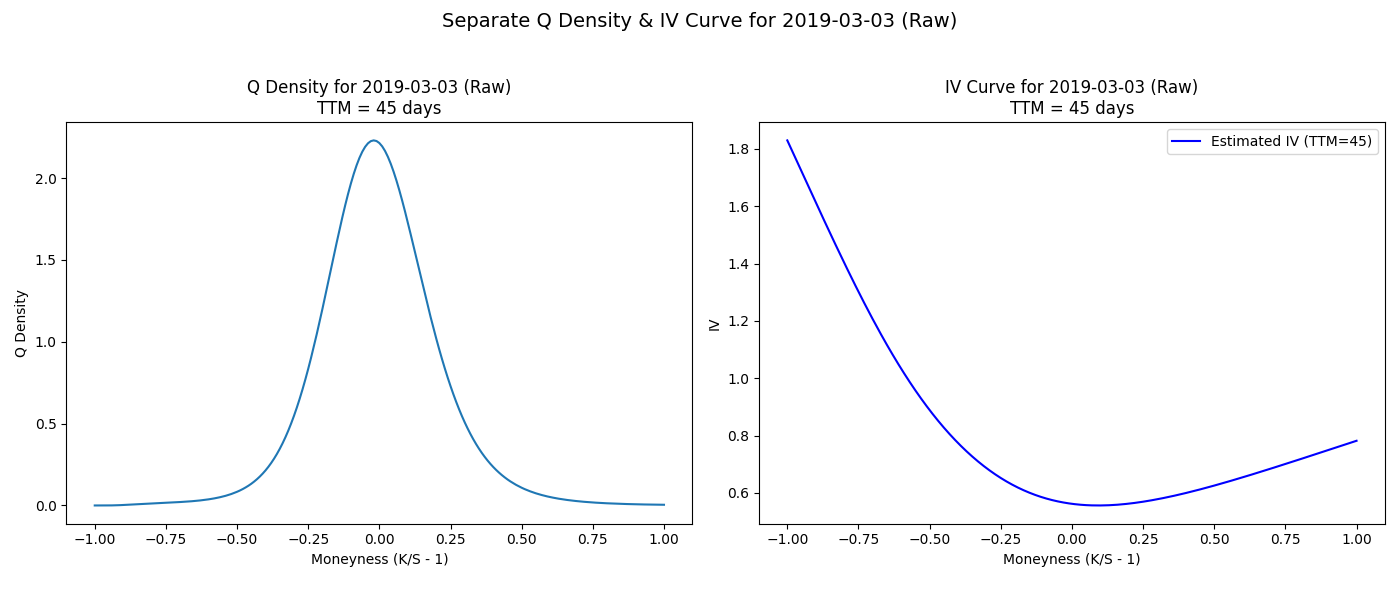 Separate Q Density & IV Curve for 2019-03-03 (Raw)
Q Density for 2019-03-03 (Raw)
TTM = 45 days
Q Density
2.0
1.5
1.0
0.5
0.0
−1.00 −0.75 −0.50 −0.25 0.00 0.25 0.50 0.75 1.00
Moneyness (K/S - 1)
IV Curve for 2019-03-03 (Raw)
TTM = 45 days
Estimated IV (TTM=45)
IV
1.8
1.6
1.4
1.2
1.0
0.8
0.6
−1.00 −0.75 −0.50 −0.25 0.00 0.25 0.50 0.75 1.00
Moneyness (K/S - 1)